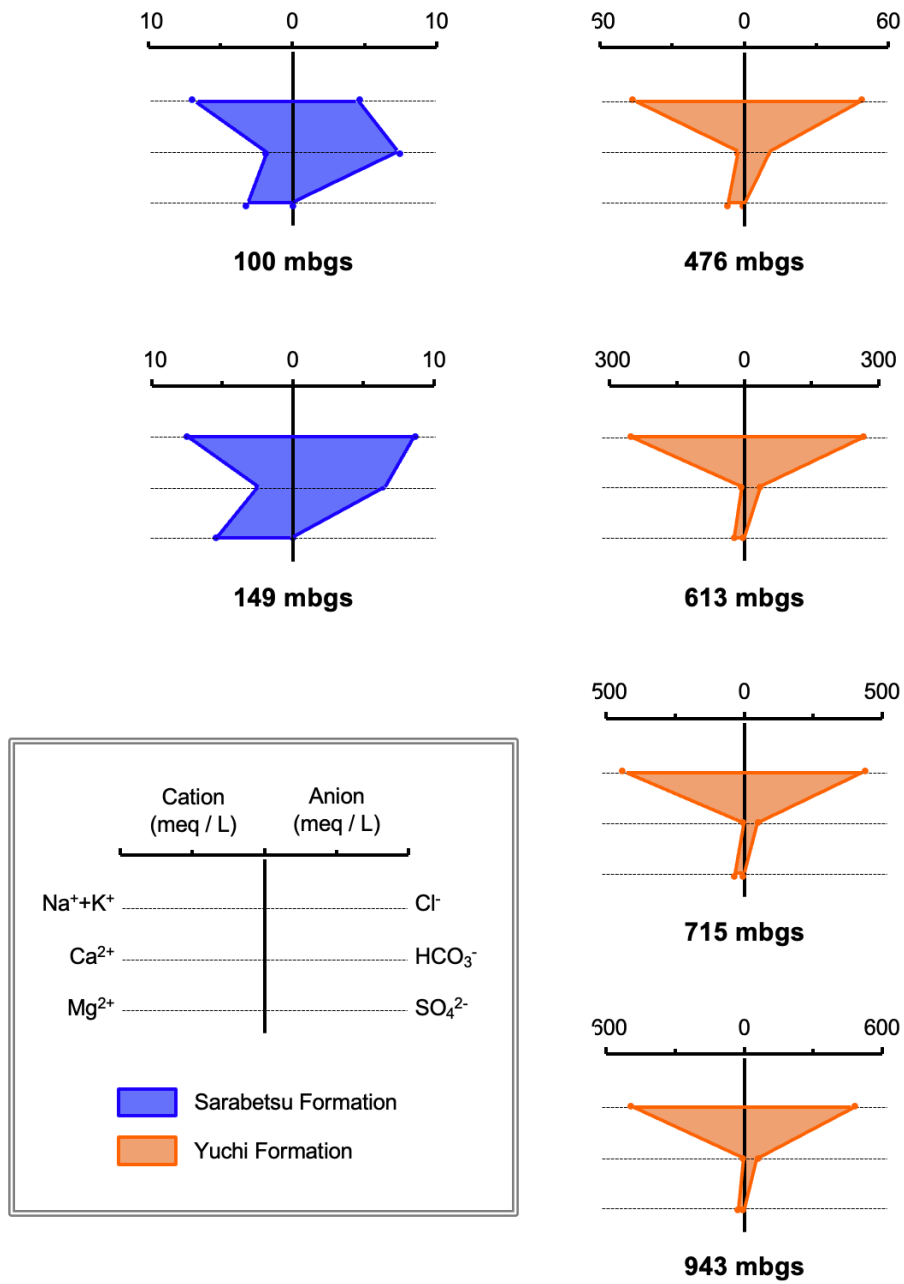 10 0 10
60 0 60
100 mbgs
476 mbgs
10 0 10
300 0 300
149 mbgs
613 mbgs
500 0 500
715 mbgs
Cation
(meq / L)
Anion
(meq / L)
Na⁺+K⁺
Cl⁻
Ca²⁺
HCO₃⁻
Mg²⁺
SO₄²⁻
Sarabetsu Formation
Yuchi Formation
600 0 600
943 mbgs